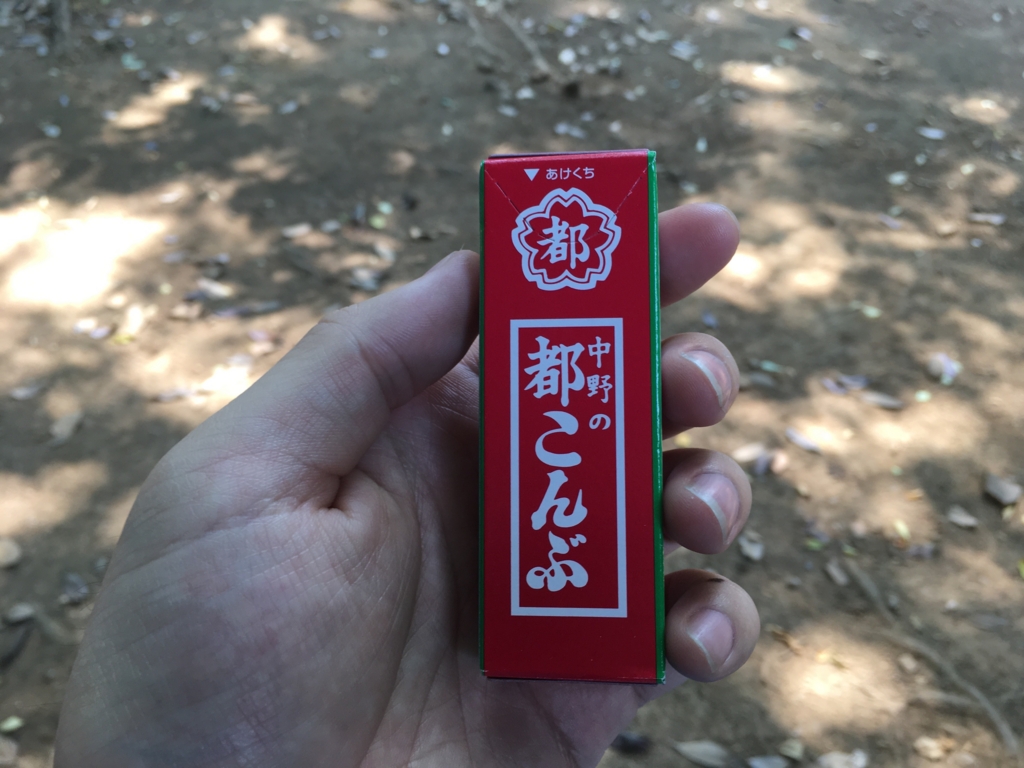 ▼ あけくち
都
中野の
都こんぶ